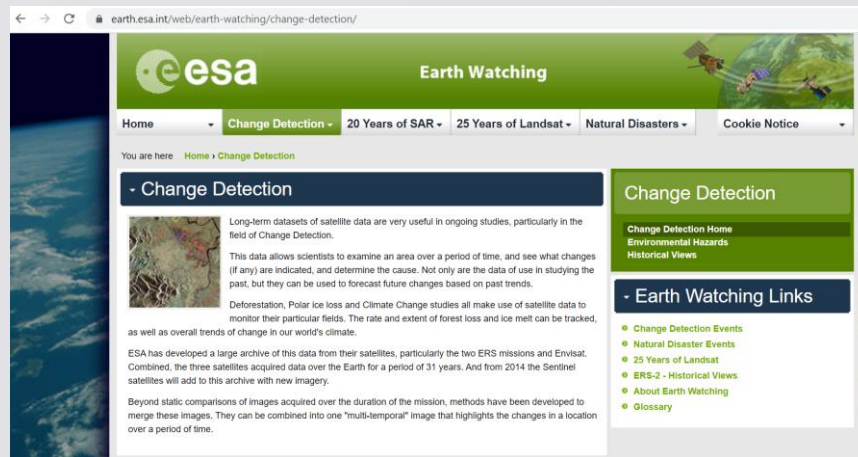 earth.esa.int/web/earth-watching/change-detection/
esa
Earth Watching
Home
Change Detection
20 Years of SAR
25 Years of Landsat
Natural Disasters
Cookie Notice
You are here Home › Change Detection
- Change Detection
Long-term datasets of satellite data are very useful in ongoing studies, particularly in the
field of Change Detection.
This data allows scientists to examine an area over a period of time, and see what changes
(if any) are indicated, and determine the cause. Not only are the data of use in studying the
past, but they can be used to forecast future changes based on past trends.
Deforestation, Polar ice loss and Climate Change studies all make use of satellite data to
monitor their particular fields. The rate and extent of forest loss and ice melt can be tracked,
as well as overall trends of change in our world's climate.
ESA has developed a large archive of this data from their satellites, particularly the two ERS missions and Envisat.
Combined, the three satellites acquired data over the Earth for a period of 31 years. And from 2014 the Sentinel
satellites will add to this archive with new imagery.
Beyond static comparisons of images acquired over the duration of the mission, methods have been developed to
merge these images. They can be combined into one "multi-temporal" image that highlights the changes in a location
over a period of time.
Change Detection
Change Detection Home
Environmental Hazards
Historical Views
- Earth Watching Links
Change Detection Events
Natural Disaster Events
25 Years of Landsat
ERS-2 - Historical Views
About Earth Watching
Glossary